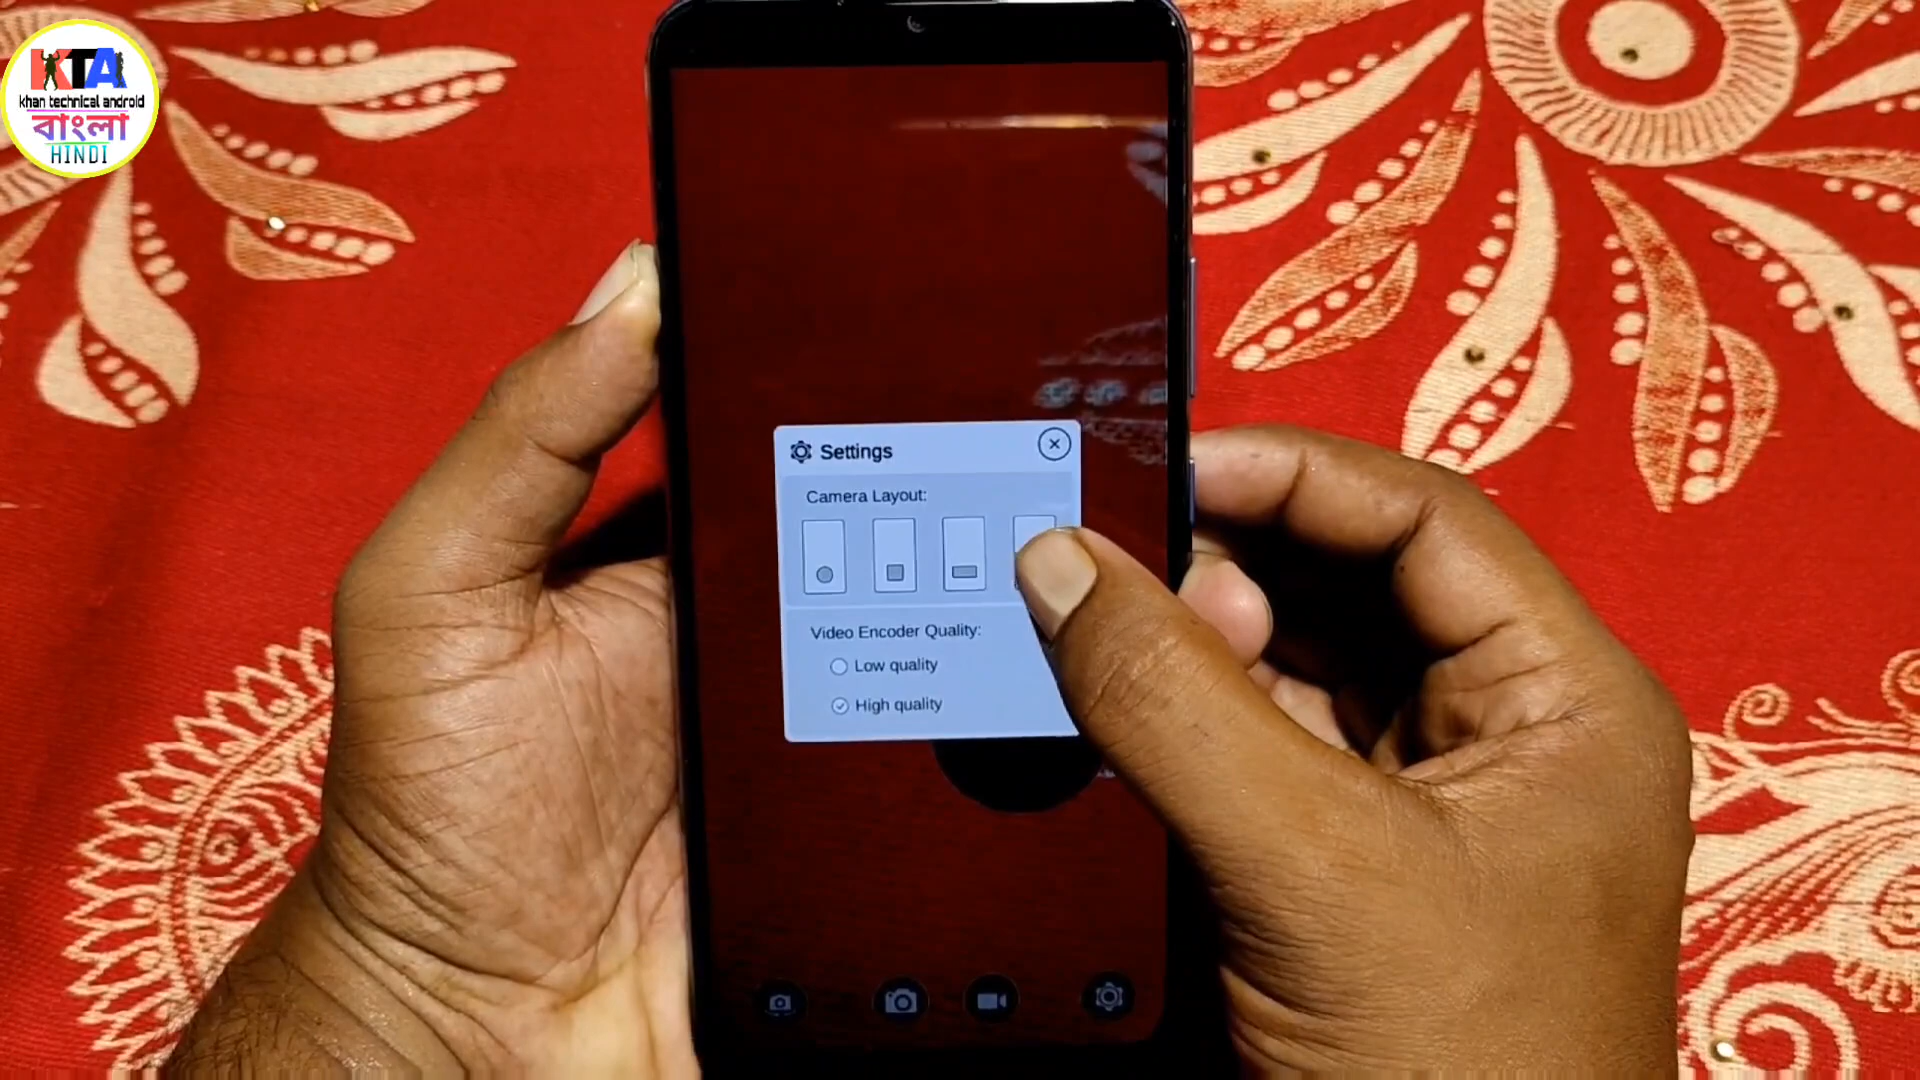 KTA
khan technical android
বাংলা
HINDI
Settings
Camera Layout:
Video Encoder Quality:
Low quality
High quality